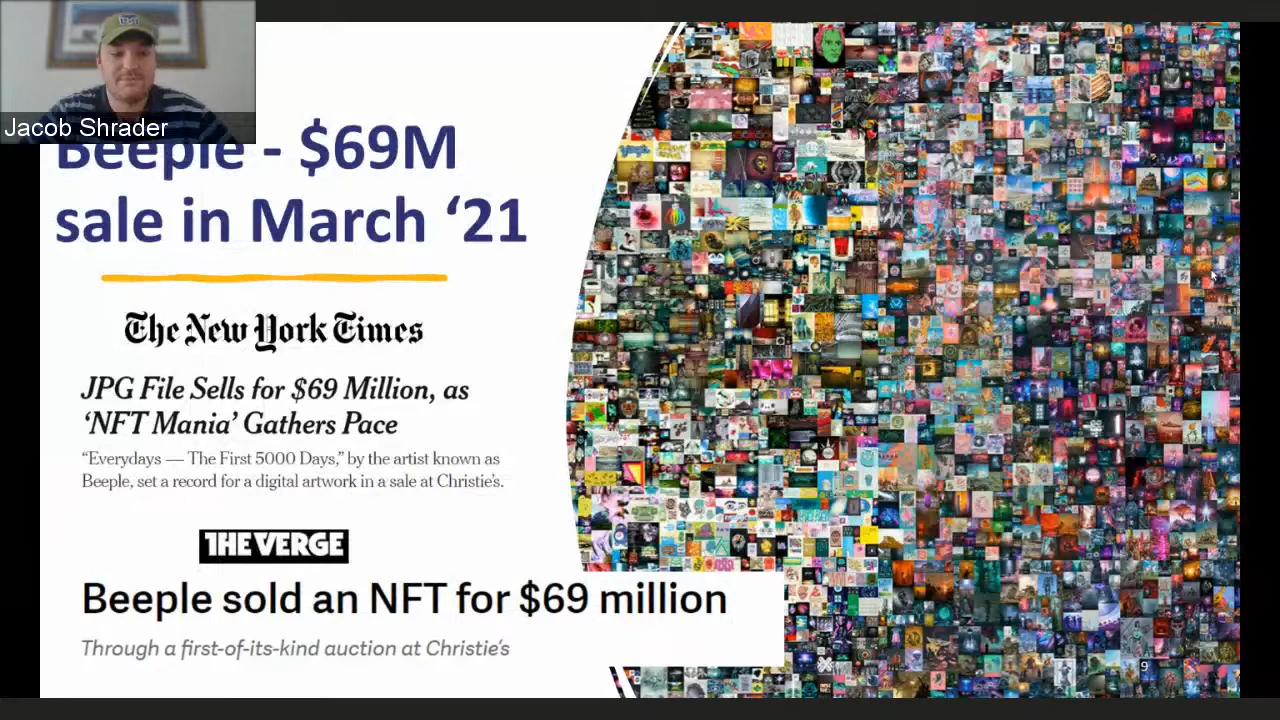 Jacob Shrader
Beeple - $69M
sale in March ‘21
The New York Times
JPG File Sells for $69 Million, as
‘NFT Mania’ Gathers Pace
“Everydays — The First 5000 Days,” by the artist known as
Beeple, set a record for a digital artwork in a sale at Christie’s.
THE VERGE
Beeple sold an NFT for $69 million
Through a first-of-its-kind auction at Christie’s
9